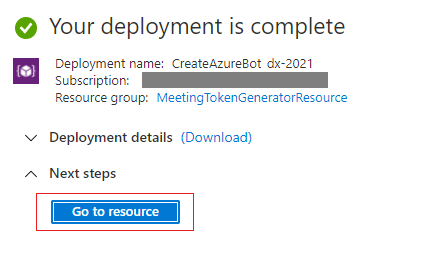 Your deployment is complete
Deployment name: CreateAzureBot dx-2021
Subscription:
Resource group: MeetingTokenGeneratorResource
Deployment details (Download)
Next steps
Go to resource